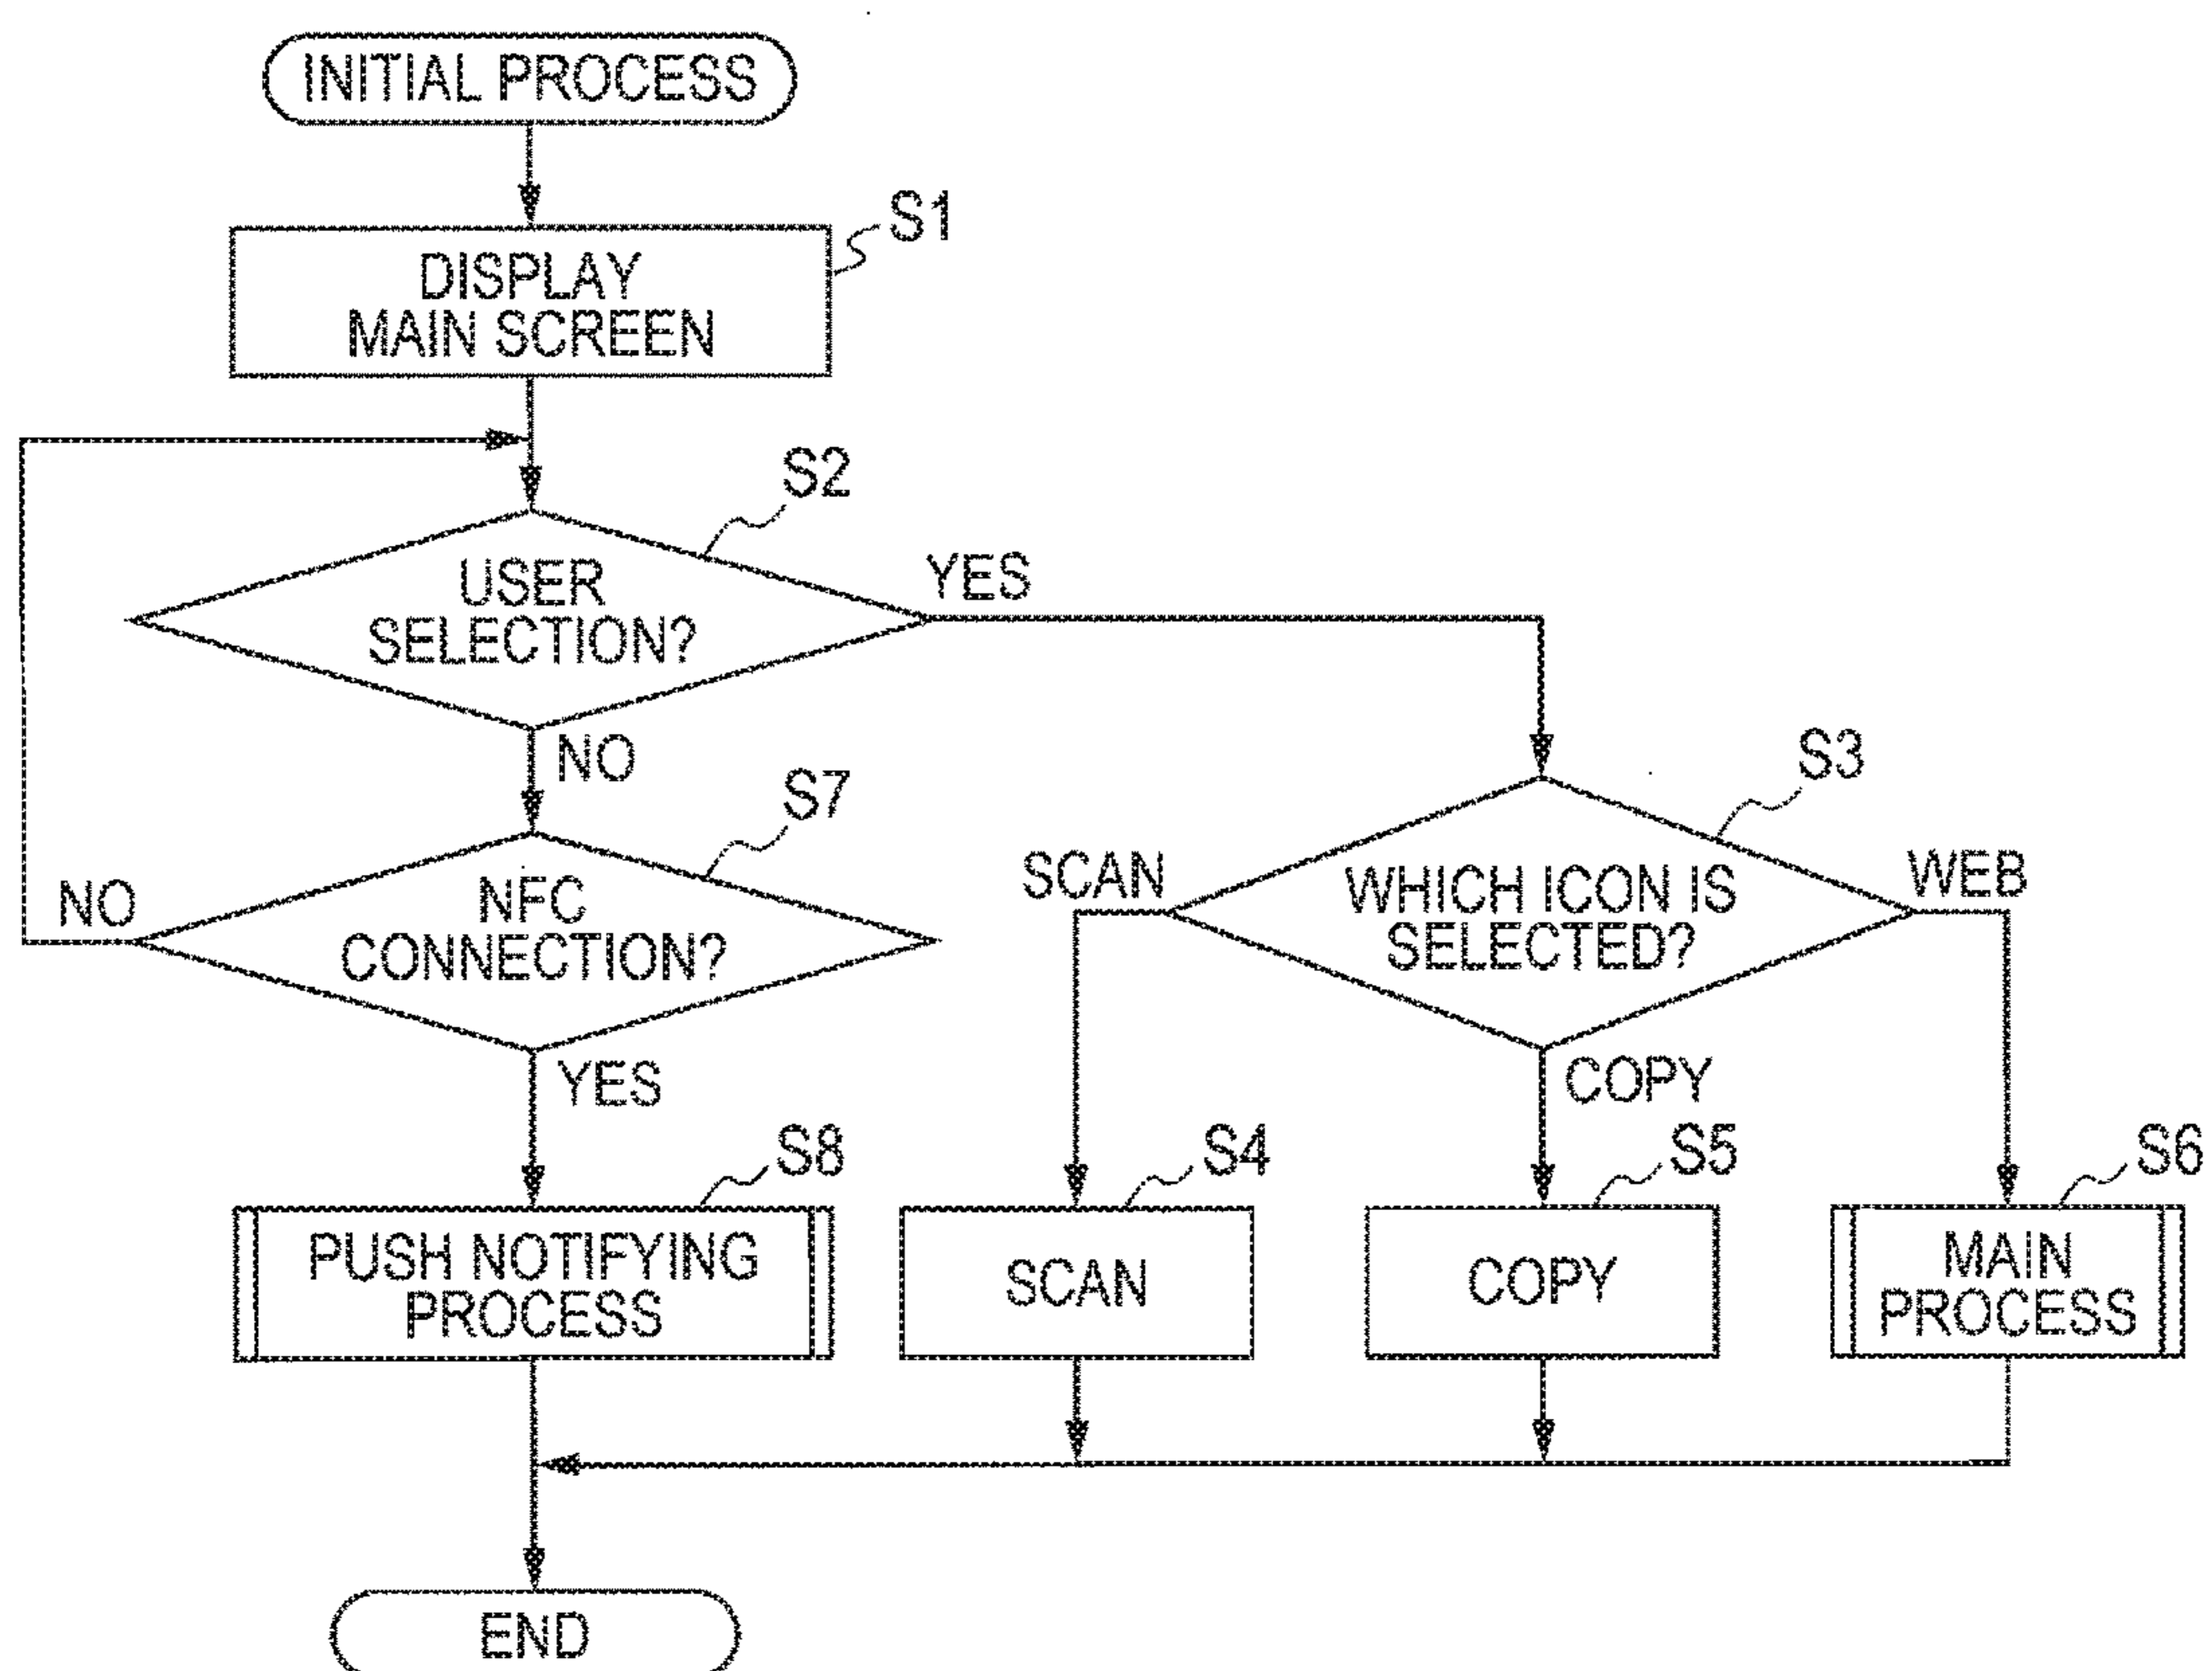 INITIAL PROCESS
S1
DISPLAY
MAIN SCREEN
S2
USER
SELECTION?
YES
NO
S7
NFC
CONNECTION?
NO
YES
S3
WHICH ICON IS
SELECTED?
SCAN
WEB
COPY
S8
PUSH NOTIFYING
PROCESS
S4
SCAN
S5
COPY
S6
MAIN
PROCESS
END